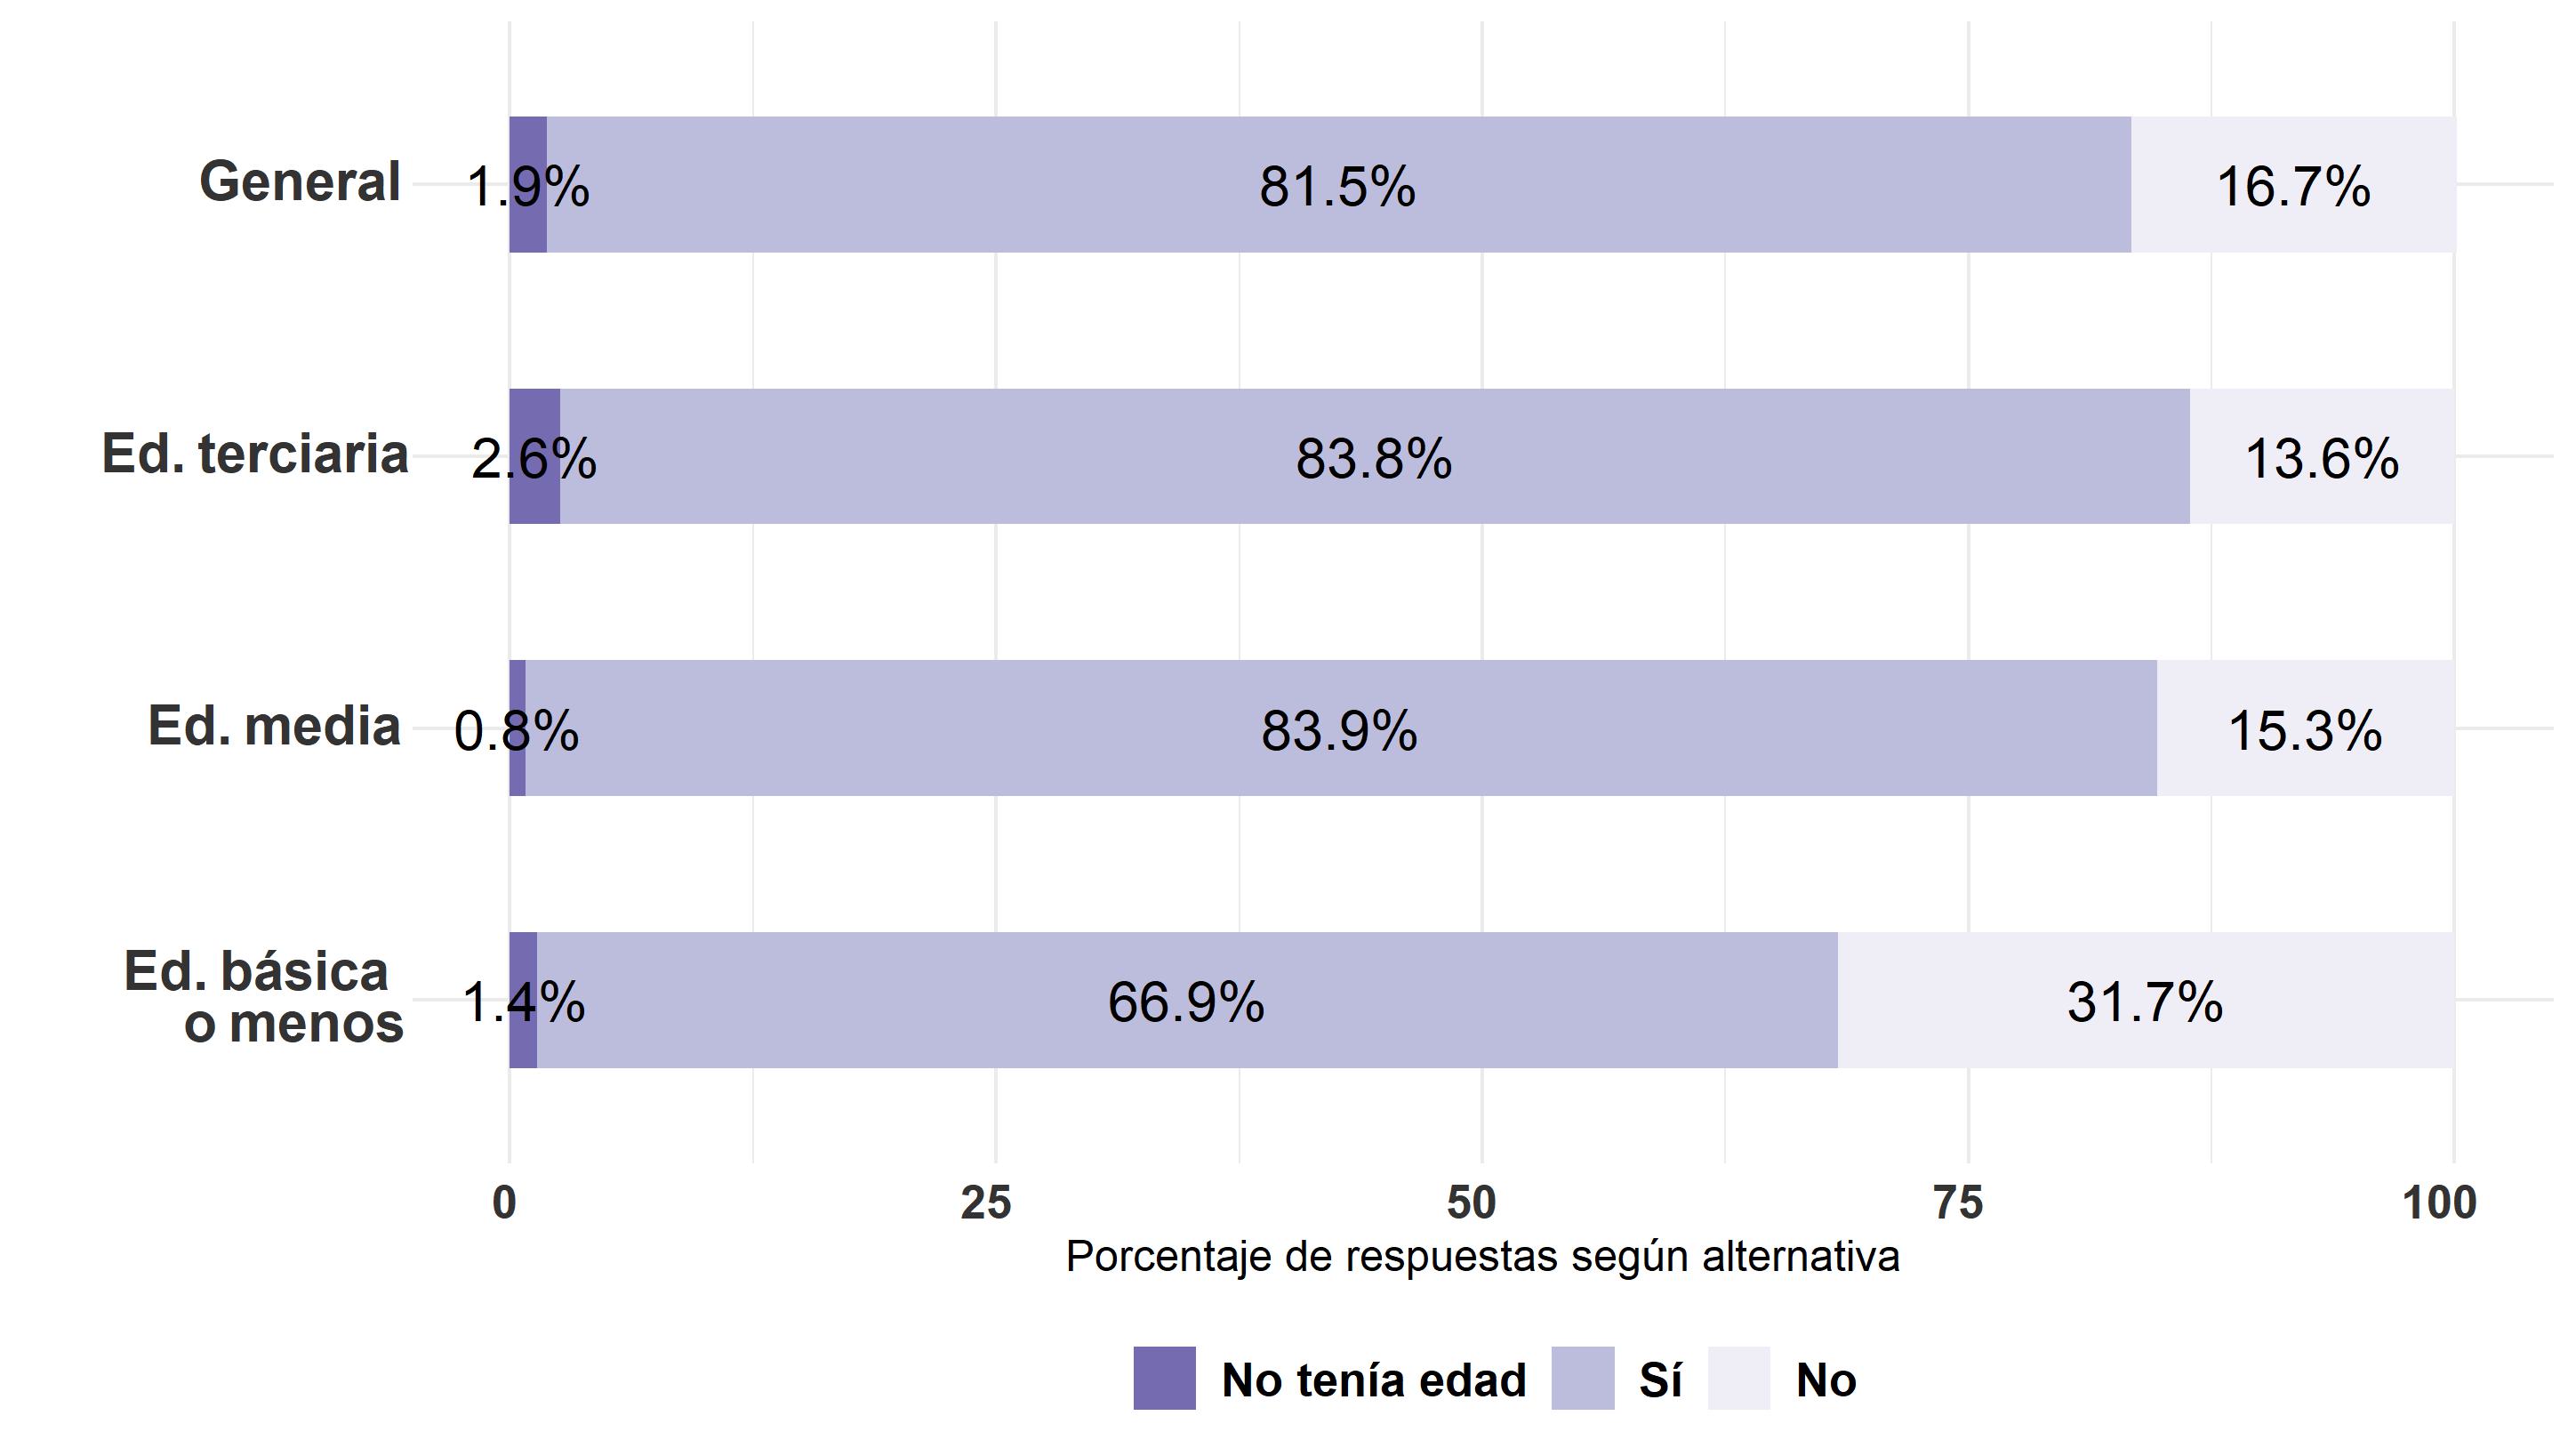 General
1.9%
81.5%
16.7%
Ed. terciaria
2.6%
83.8%
13.6%
Ed. media
0.8%
83.9%
15.3%
Ed. básica
o menos
1.4%
66.9%
31.7%
0
25
50
75
100
Porcentaje de respuestas según alternativa
No tenía edad
Sí
No